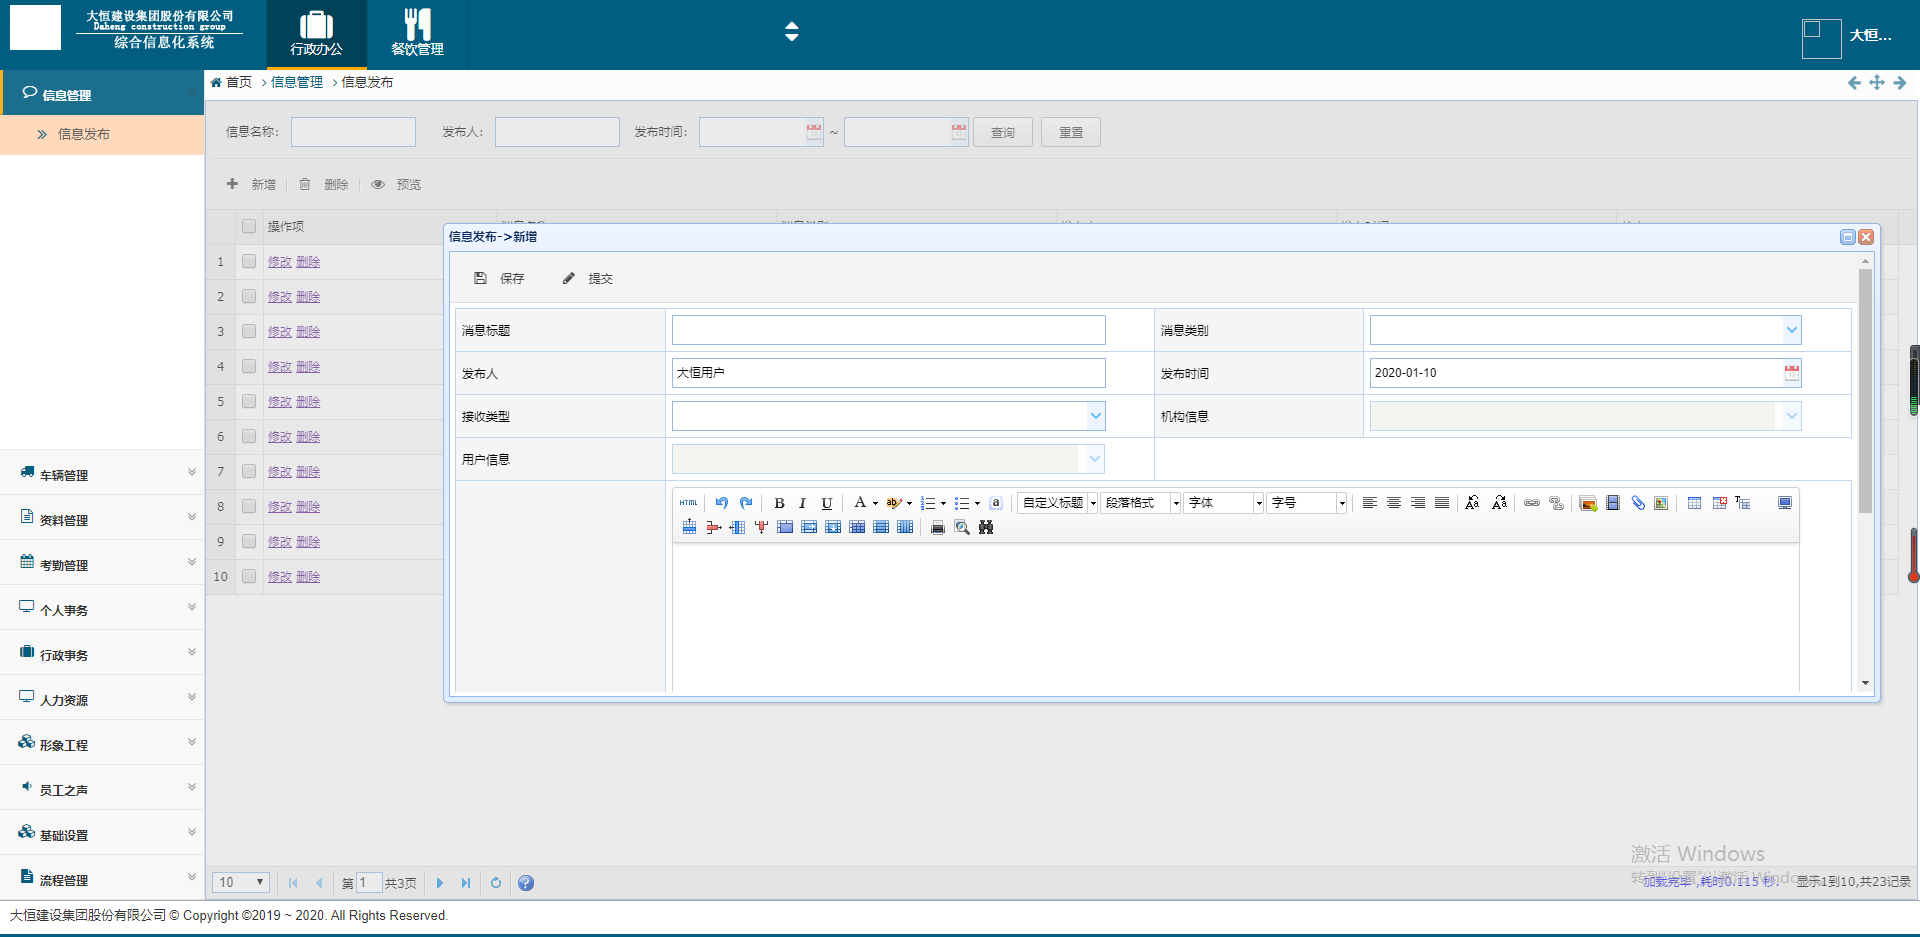 大恒建设集团股份有限公司
Daheng construction group
综合信息化系统
行政办公
餐饮管理
大恒...
信息管理
信息发布
首页 > 信息管理 > 信息发布
信息名称:
发布人:
发布时间:
~
查询
重置
新增
删除
预览
操作项
1 修改 删除
2 修改 删除
3 修改 删除
4 修改 删除
5 修改 删除
6 修改 删除
7 修改 删除
8 修改 删除
9 修改 删除
10 修改 删除
信息发布->新增
保存
提交
消息标题
消息类别
发布人 大恒用户
发布时间 2020-01-10
接收类型
机构信息
用户信息
HTML B I U A ab a 自定义标题 段落格式 字体 字号
车辆管理
资料管理
考勤管理
个人事务
行政事务
人力资源
形象工程
员工之声
基础设置
流程管理
10 第 1 共3页
激活 Windows
转到"设置"以激活 Windows。
加载完毕,耗时0.115 秒.
显示1到10,共23记录
大恒建设集团股份有限公司 © Copyright ©2019 ~ 2020. All Rights Reserved.